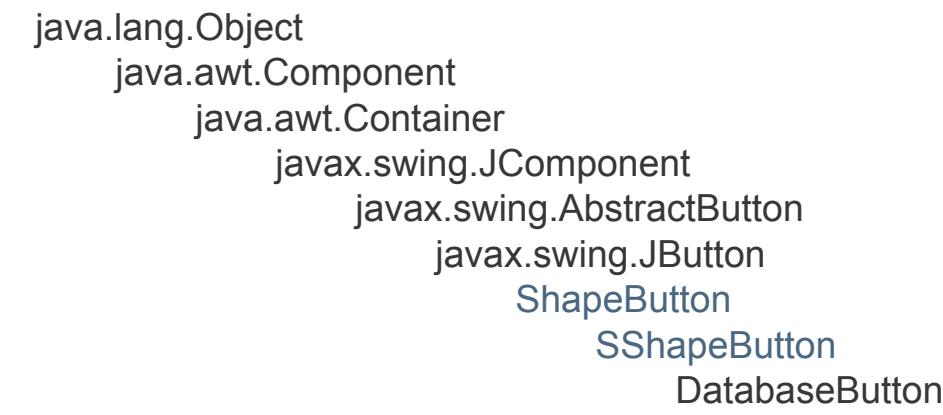 java.lang.Object
java.awt.Component
java.awt.Container
javax.swing.JComponent
javax.swing.AbstractButton
javax.swing.JButton
ShapeButton
SShapeButton
DatabaseButton